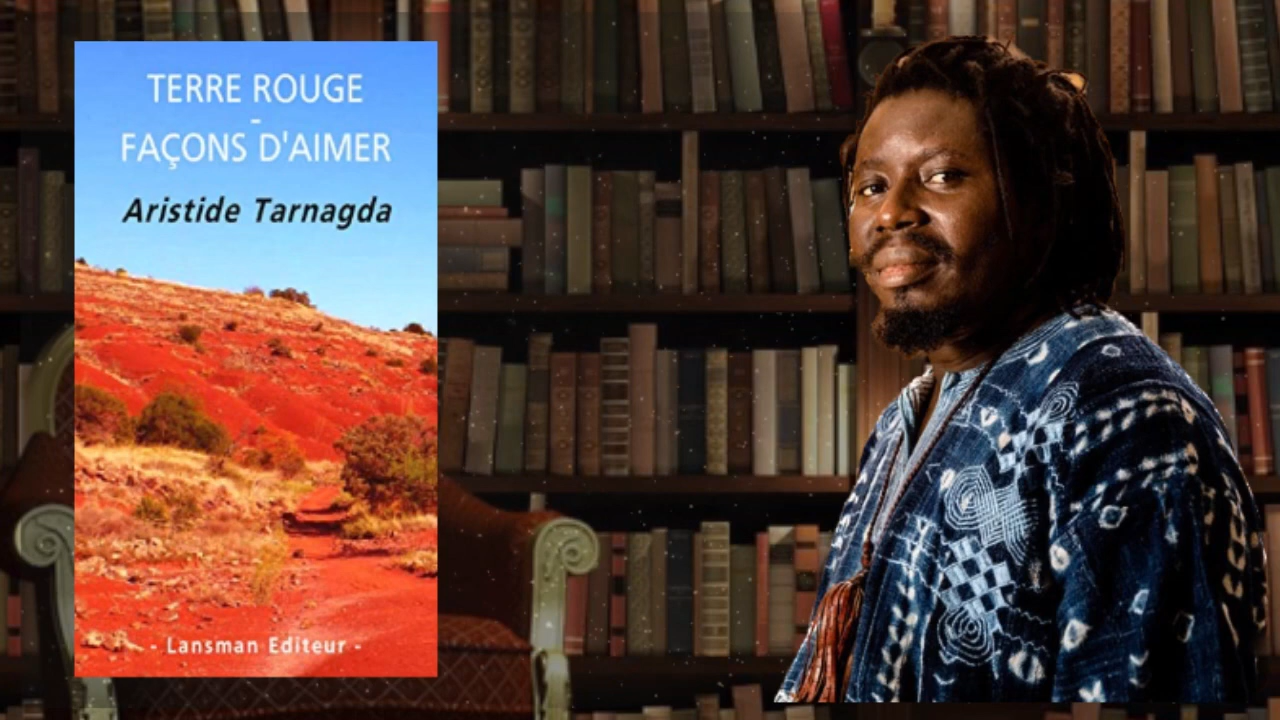 TERRE ROUGE
-
FAÇONS D'AIMER
Aristide Tarnagda
- Lansman Editeur -